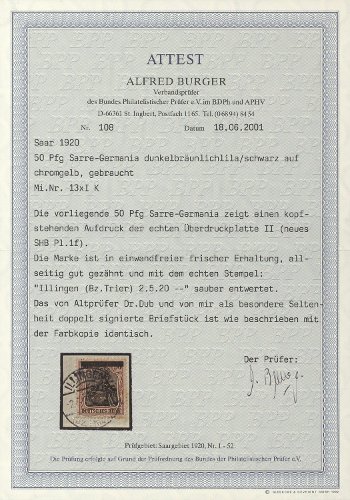 ATTEST
ALFRED BURGER
Verbandsprüfer
des Bundes Philatelistischer Prüfer e.V. im BDPh und APHV
D-66361 St. Ingbert, Postfach 1165, Tel. (06894) 8454
Nr. 108 Datum 18.06.2001
Saar 1920
50 Pfg Sarre-Germania dunkelbräunlichlila/schwarz auf
chromgelb, gebraucht
Mi.Nr. 13xI K
Die vorliegende 50 Pfg Sarre-Germania zeigt einen kopf-
stehenden Aufdruck der echten Überdruckplatte II (neues
SHB Pl.1f).
Die Marke ist in einwandfreier frischer Erhaltung, all-
seitig gut gezähnt und mit dem echten Stempel:
"Illingen (Bz.Trier) 2.5.20 --" sauber entwertet.
Das von Altprüfer Dr.Dub und von mir als besondere Selten-
heit doppelt signierte Briefstück ist wie beschrieben mit
der Farbkopie identisch.
Der Prüfer:
Prüfgebiet: Saargebiet 1920, Nr. 1 - 52
Die Prüfung erfolgte auf Grund der Prüfordnung des Bundes der Philatelistischen Prüfer e.V.